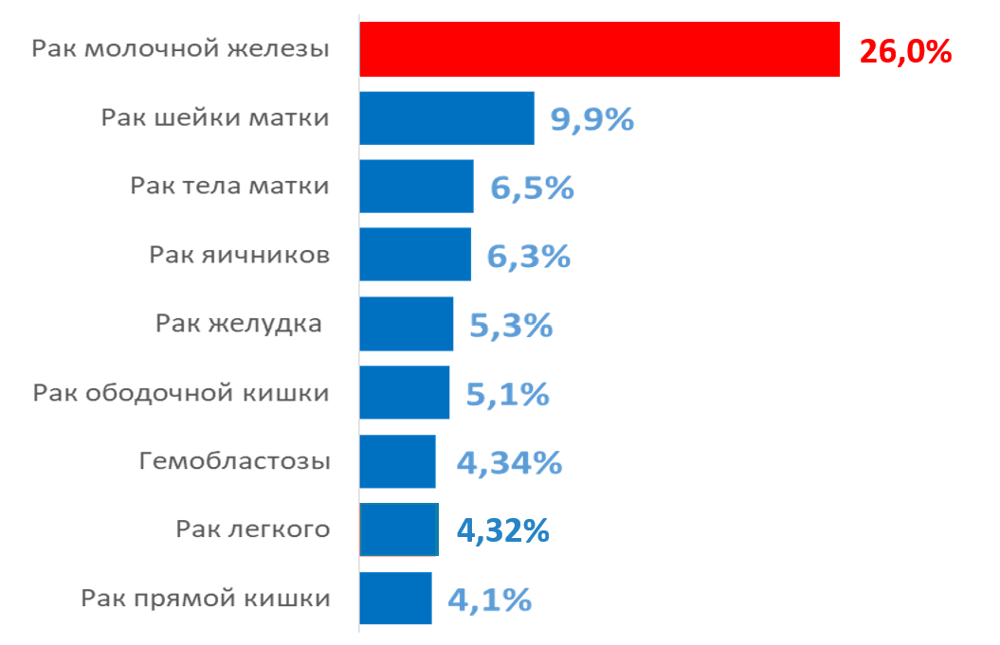 Рак молочной железы 26,0%
Рак шейки матки 9,9%
Рак тела матки 6,5%
Рак яичников 6,3%
Рак желудка 5,3%
Рак ободочной кишки 5,1%
Гемобластозы 4,34%
Рак легкого 4,32%
Рак прямой кишки 4,1%